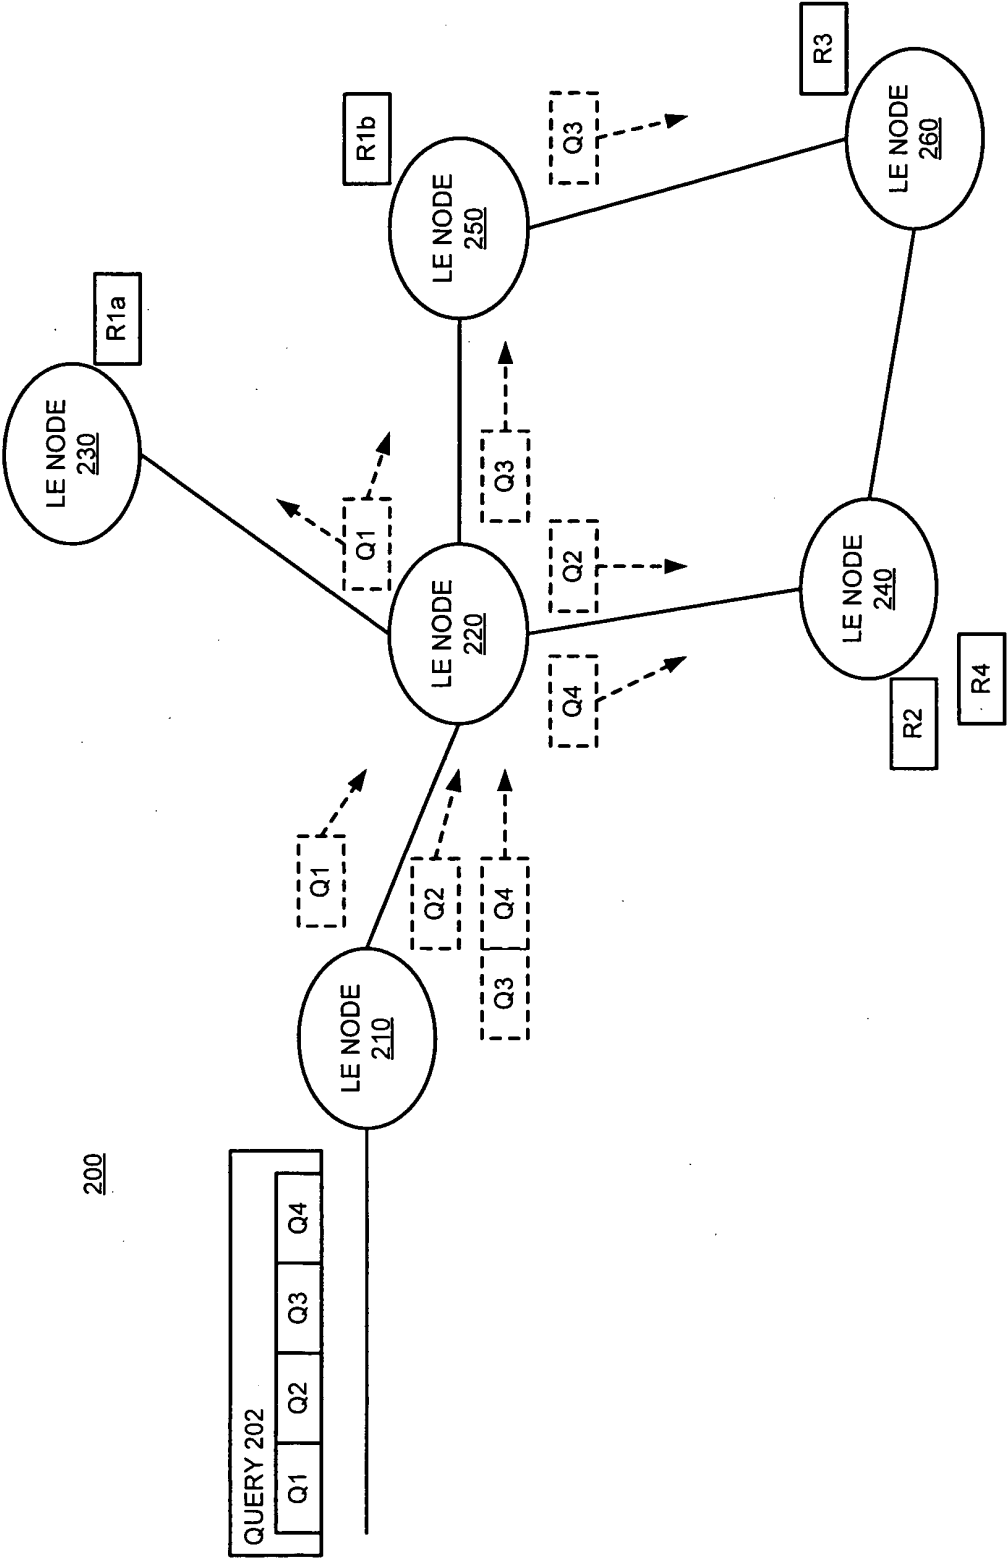 200
QUERY 202
Q1 Q2 Q3 Q4
LE NODE
210
Q1
Q2
Q3 Q4
LE NODE
220
Q1
Q3
Q4
Q2
LE NODE
230
R1a
LE NODE
250
R1b
Q3
LE NODE
240
R2
R4
LE NODE
260
R3